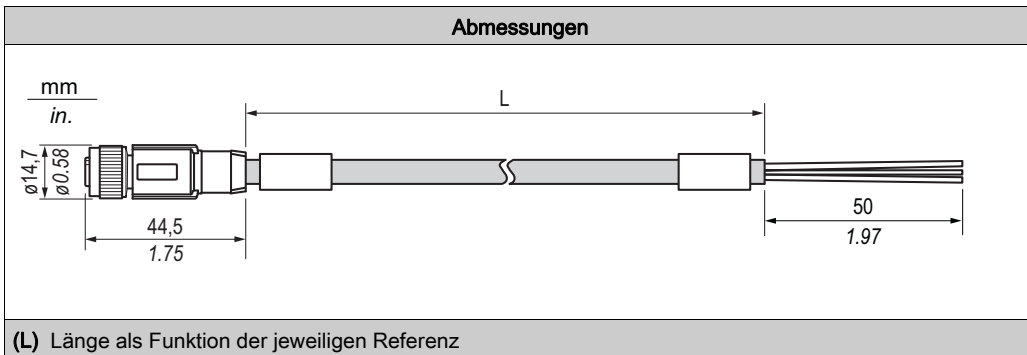 Abmessungen
mm
in.
L
ø14,7
ø0.58
44,5
1.75
50
1.97
(L) Länge als Funktion der jeweiligen Referenz